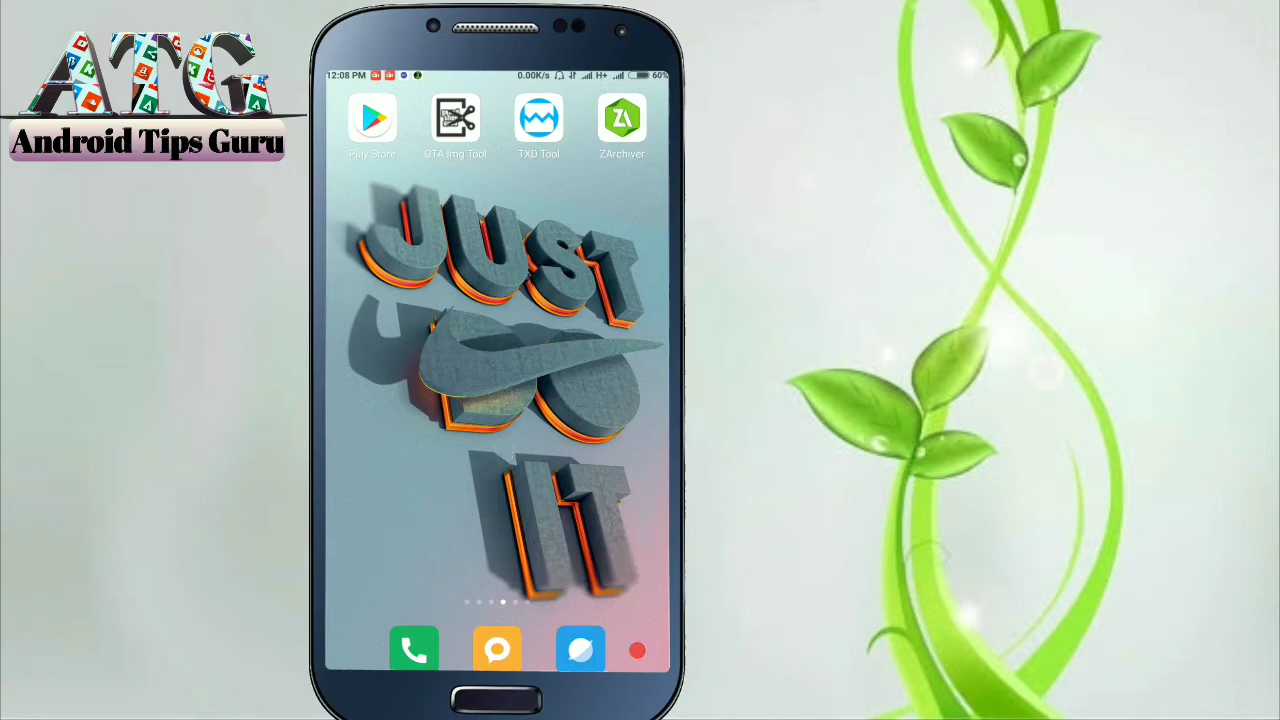 ATG
Android Tips Guru
12:08 PM
0.00K/s
H+
60%
Play Store
GTA Img Tool
TXD Tool
ZArchiver
ZA
JUST
DO
IT